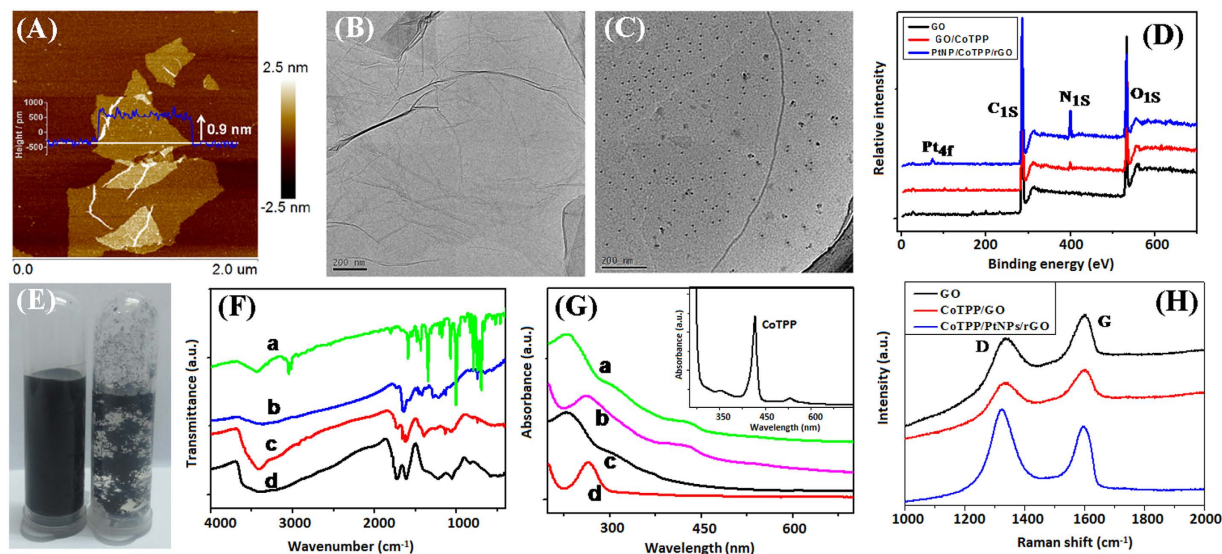 (A)
2.5 nm
1000
500
0
-500
Height / pm
0.9 nm
-2.5 nm
0.0
2.0 um
(B)
200 nm
(C)
200 nm
(D)
GO
GO/CoTPP
PtNP/CoTPP/rGO
C1S
N1S
O1S
Pt4f
Relative intensity
0 200 400 600
Binding energy (eV)
(E)
(F)
a
b
c
d
Transmittance (a.u.)
4000 3000 2000 1000
Wavenumber (cm-1)
(G)
a
b
c
d
Absorbance (a.u.)
300 450 600
Wavelength (nm)
CoTPP
Absorbance (a.u.)
300 400 500 600
Wavelength (nm)
(H)
GO
CoTPP/GO
CoTPP/PtNPs/rGO
D
G
Intensity (a.u.)
1000 1200 1400 1600 1800 2000
Raman shift (cm-1)